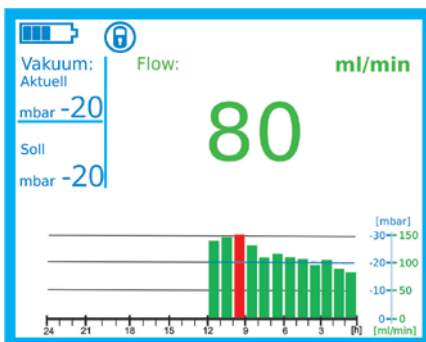 Vakuum:
Aktuell
mbar -20
Soll
mbar -20
Flow:
ml/min
80
[mbar]
-30 150
-20 100
-10 50
0 0
24 21 18 15 12 9 6 3 [h] [ml/min]